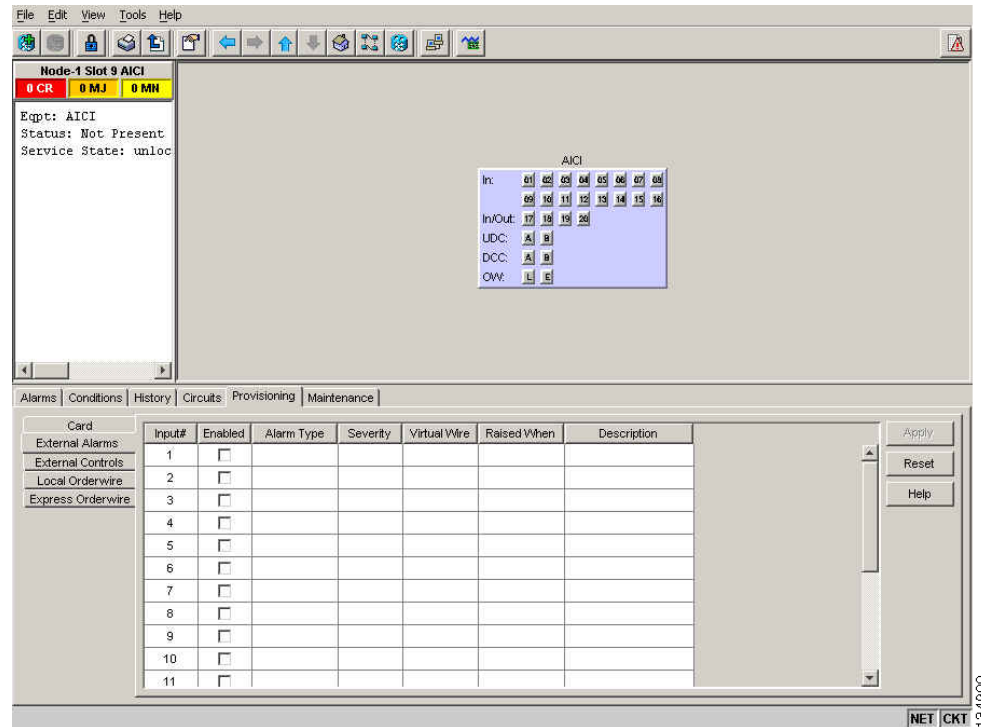 File Edit View Tools Help
Node-1 Slot 9 AICI
0 CR 0 MJ 0 MN
Eqpt: AICI
Status: Not Present
Service State: unloc
AICI
In: 01 02 03 04 05 06 07 08
09 10 11 12 13 14 15 16
In/Out: 17 18 19 20
UDC: A B
DCC: A B
OW: L E
Alarms Conditions History Circuits Provisioning Maintenance
Card
External Alarms
External Controls
Local Orderwire
Express Orderwire
Input# Enabled Alarm Type Severity Virtual Wire Raised When Description
1
2
3
4
5
6
7
8
9
10
11
Apply
Reset
Help
NET CKT
134900